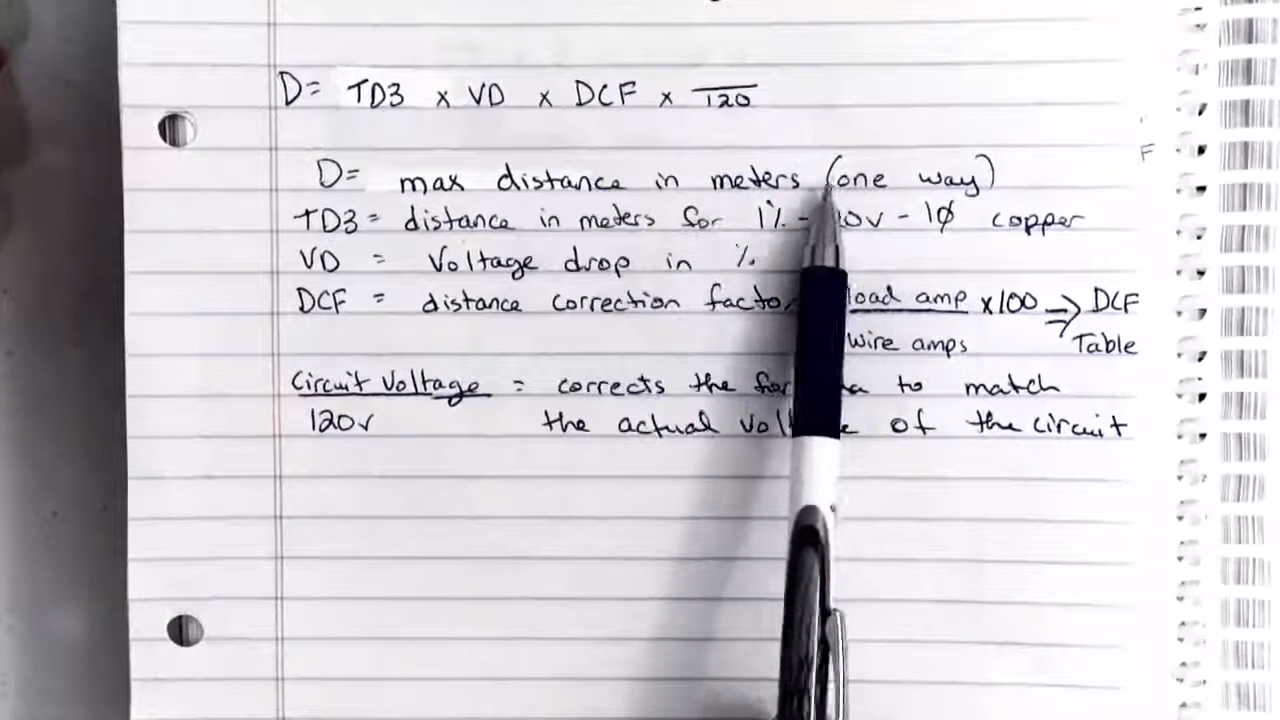 D= TD3 x VD x DCF x 120
F
D= max distance in meters (one way)
TD3 = distance in meters for 1% - 0v - 1ø copper
VD = Voltage drop in %
DCF = distance correction factor load amp x100 ⇒ DCF
wire amps Table
Circuit Voltage = corrects the to match
120v the actual of the circuit